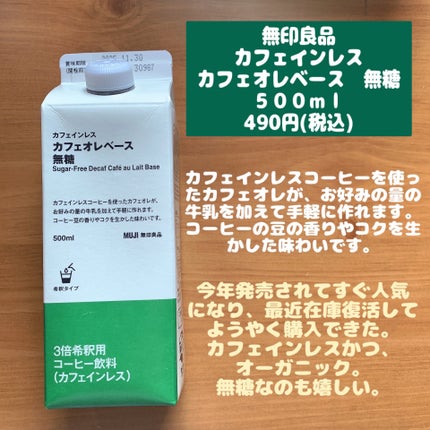 無印良品
カフェインレス
カフェオレベース 無糖
500ml
490円(税込)
カフェインレスコーヒーを使っ
たカフェオレが、お好みの量の
牛乳を加えて手軽に作れます。
コーヒーの豆の香りやコクを生
かした味わいです。
今年発売されてすぐ人気
になり、最近在庫復活して
ようやく購入できた。
カフェインレスかつ、
オーガニック。
無糖なのも嬉しい。
カフェインレス
カフェオレベース
無糖
Sugar-Free Decaf Café au Lait Base
カフェインレスコーヒーを使ったカフェオレが、
お好みの量の牛乳を加えて手軽に作れます。
コーヒー豆の香りやコクを生かした味わいです。
500ml
MUJI 無印良品
希釈タイプ
3倍希釈用
コーヒー飲料
(カフェインレス)